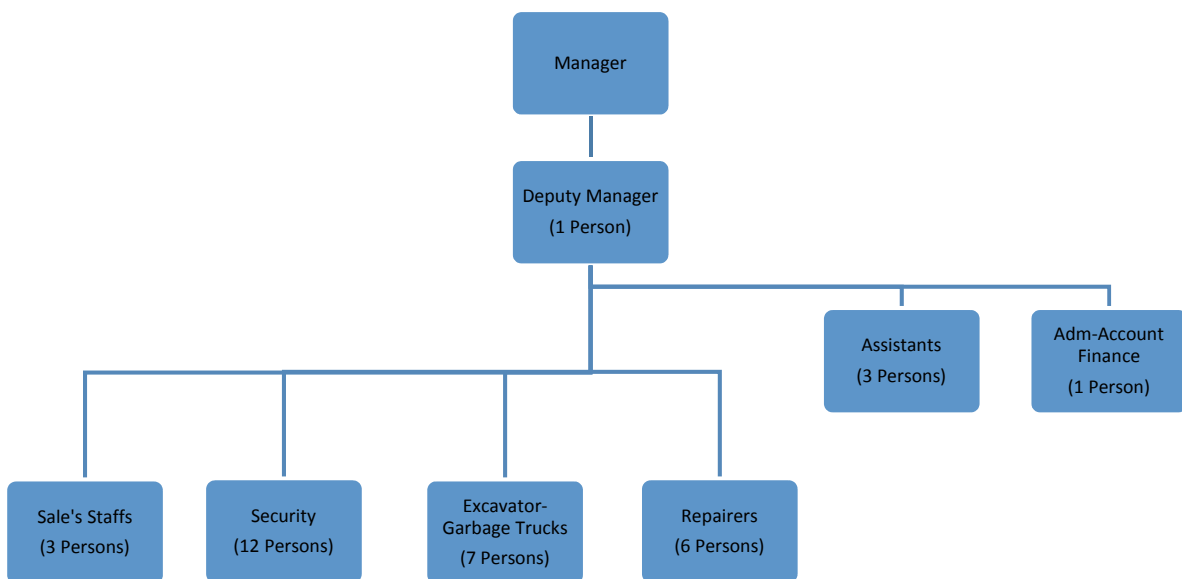 Manager
Deputy Manager
(1 Person)
Assistants
(3 Persons)
Adm-Account
Finance
(1 Person)
Sale's Staffs
(3 Persons)
Security
(12 Persons)
Excavator-
Garbage Trucks
(7 Persons)
Repairers
(6 Persons)